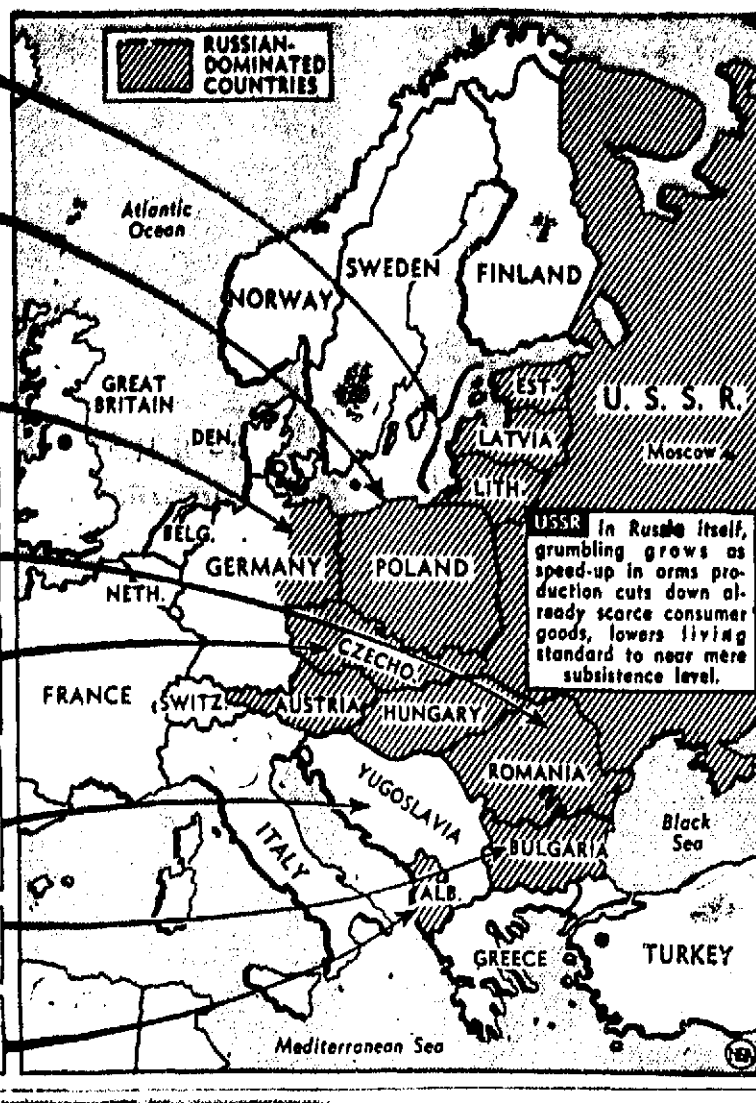 RUSSIAN-
DOMINATED
COUNTRIES
Atlantic
Ocean
NORWAY
SWEDEN
FINLAND
GREAT
BRITAIN
DEN.
EST.
LATVIA
LITH.
U. S. S. R.
Moscow
BELG.
NETH.
GERMANY
POLAND
USSR In Russia itself,
grumbling grows as
speed-up in arms pro-
duction cuts down al-
ready scarce consumer
goods, lowers living
standard to near mere
subsistence level.
CZECHO.
FRANCE
SWITZ.
AUSTRIA
HUNGARY
ROMANIA
YUGOSLAVIA
ITALY
Black
Sea
BULGARIA
ALB.
GREECE
TURKEY
Mediterranean Sea
NEA